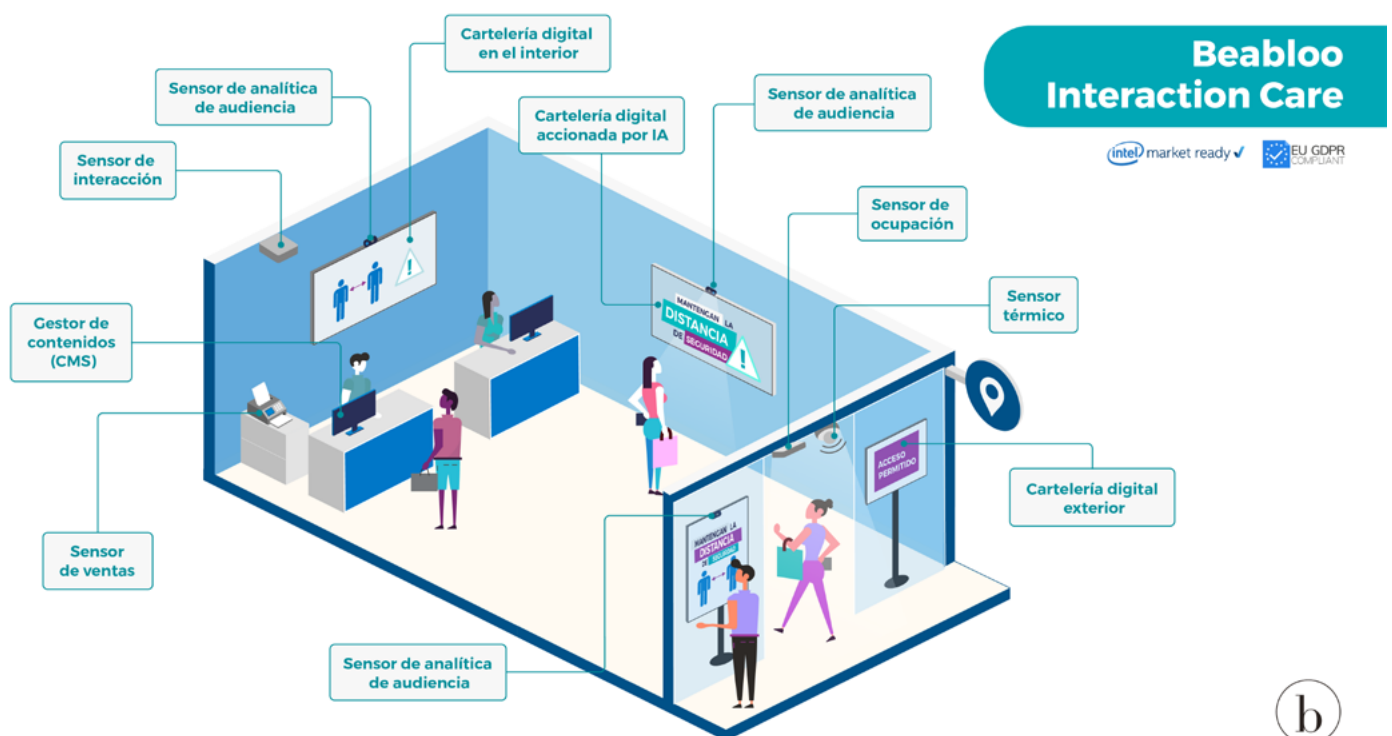 Beabloo
Interaction Care
intel market ready
EU GDPR
COMPLIANT
Cartelería digital
en el interior
Sensor de analítica
de audiencia
Cartelería digital
accionada por IA
Sensor de analítica
de audiencia
Sensor de
interacción
Sensor de
ocupación
Gestor de
contenidos
(CMS)
Sensor
térmico
MANTENGAN LA
DISTANCIA
DE SEGURIDAD
!
!
ACCESO
PERMITIDO
Cartelería digital
exterior
MANTENGAN LA
DISTANCIA
DE SEGURIDAD
Sensor
de ventas
Sensor de analítica
de audiencia
b